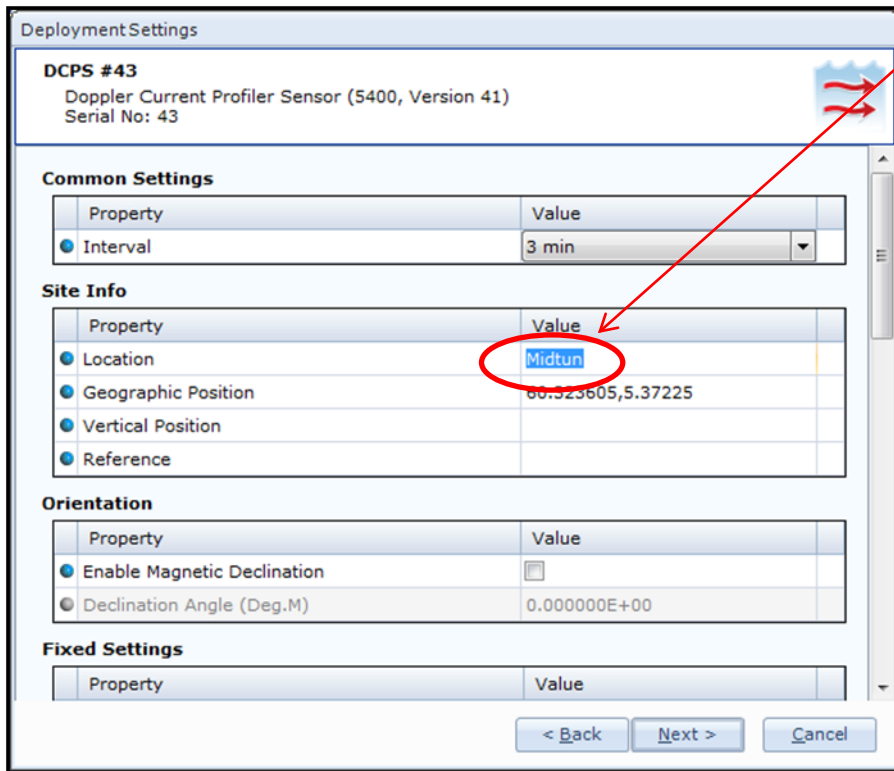 Deployment Settings
DCPS #43
Doppler Current Profiler Sensor (5400, Version 41)
Serial No: 43
Common Settings
Property Value
Interval 3 min
Site Info
Property Value
Location Midtun
Geographic Position 60.323605,5.37225
Vertical Position
Reference
Orientation
Property Value
Enable Magnetic Declination
Declination Angle (Deg.M) 0.000000E+00
Fixed Settings
Property Value
< Back Next > Cancel